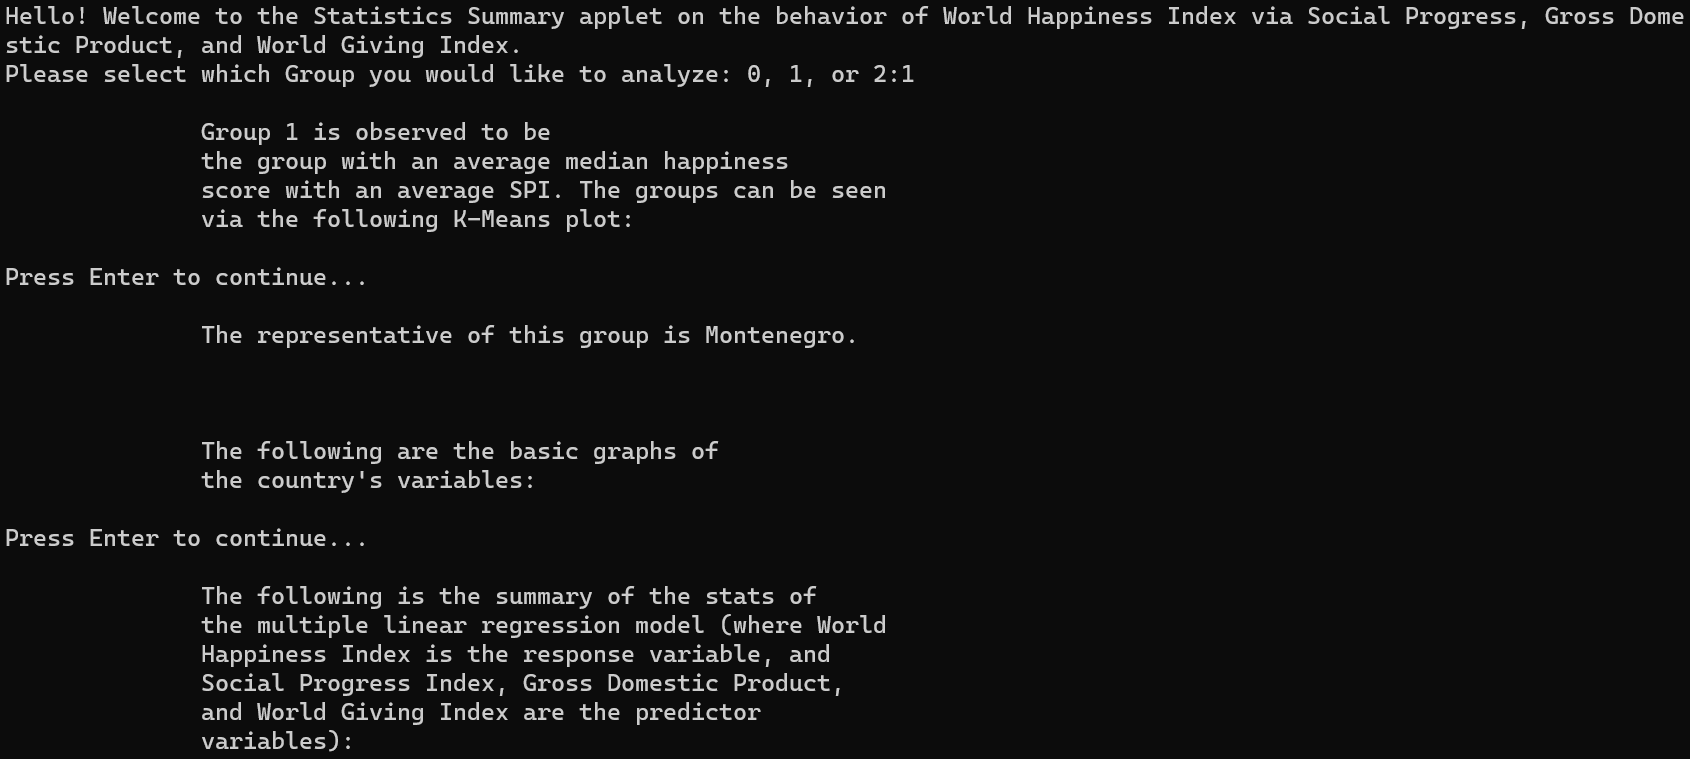 Hello! Welcome to the Statistics Summary applet on the behavior of World Happiness Index via Social Progress, Gross Dome
stic Product, and World Giving Index.
Please select which Group you would like to analyze: 0, 1, or 2:1
Group 1 is observed to be
the group with an average median happiness
score with an average SPI. The groups can be seen
via the following K-Means plot:
Press Enter to continue...
The representative of this group is Montenegro.
The following are the basic graphs of
the country's variables:
Press Enter to continue...
The following is the summary of the stats of
the multiple linear regression model (where World
Happiness Index is the response variable, and
Social Progress Index, Gross Domestic Product,
and World Giving Index are the predictor
variables):